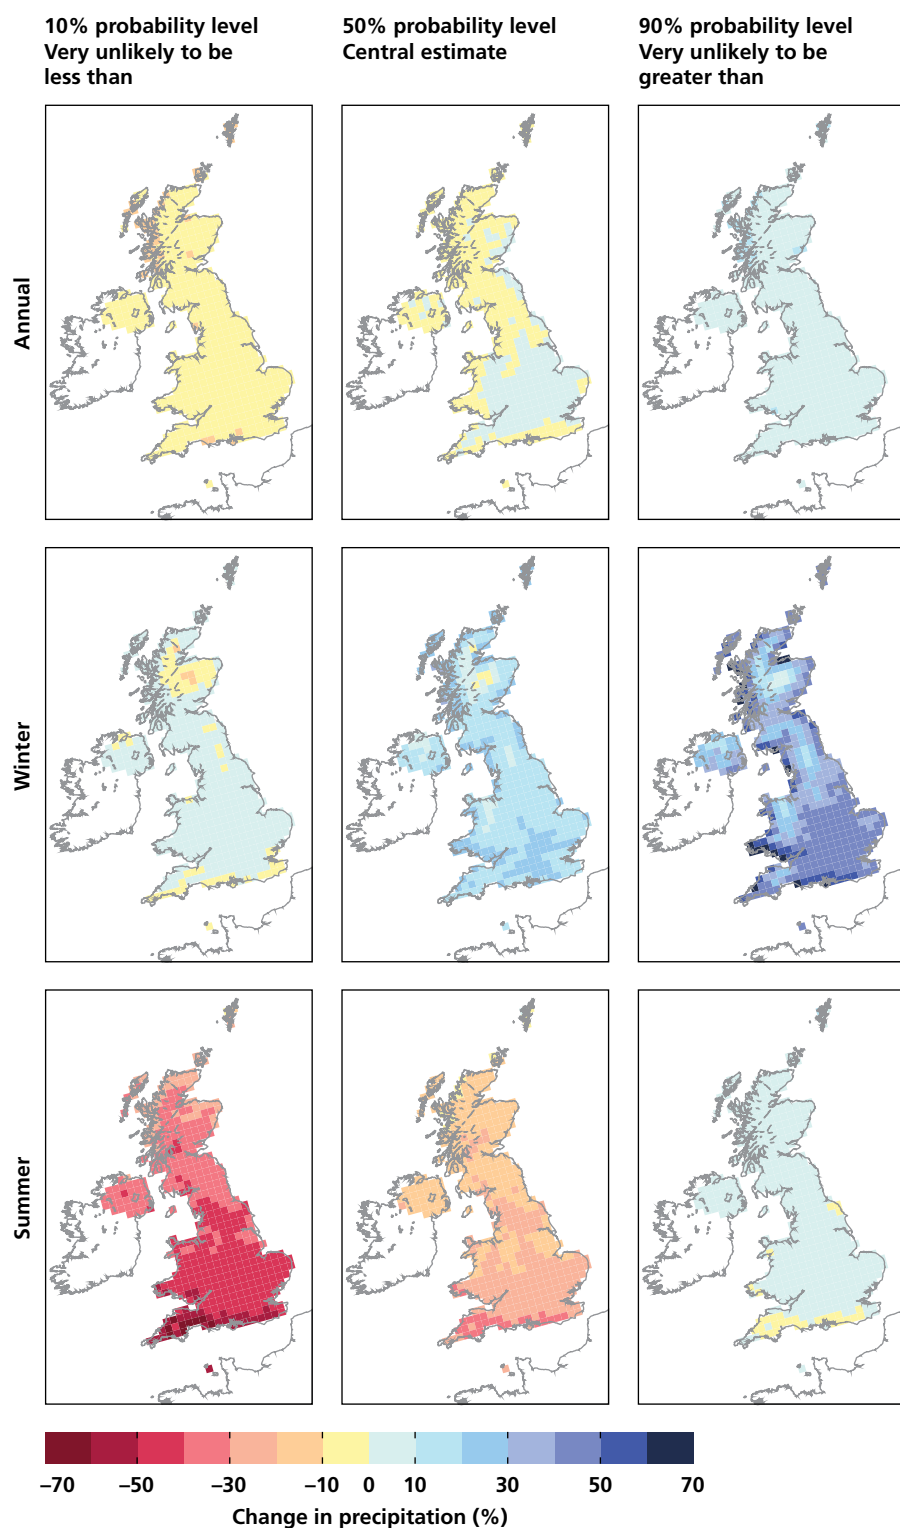 10% probability level
Very unlikely to be
less than
50% probability level
Central estimate
90% probability level
Very unlikely to be
greater than
Annual
Winter
Summer
−70 −50 −30 −10 0 10 30 50 70
Change in precipitation (%)